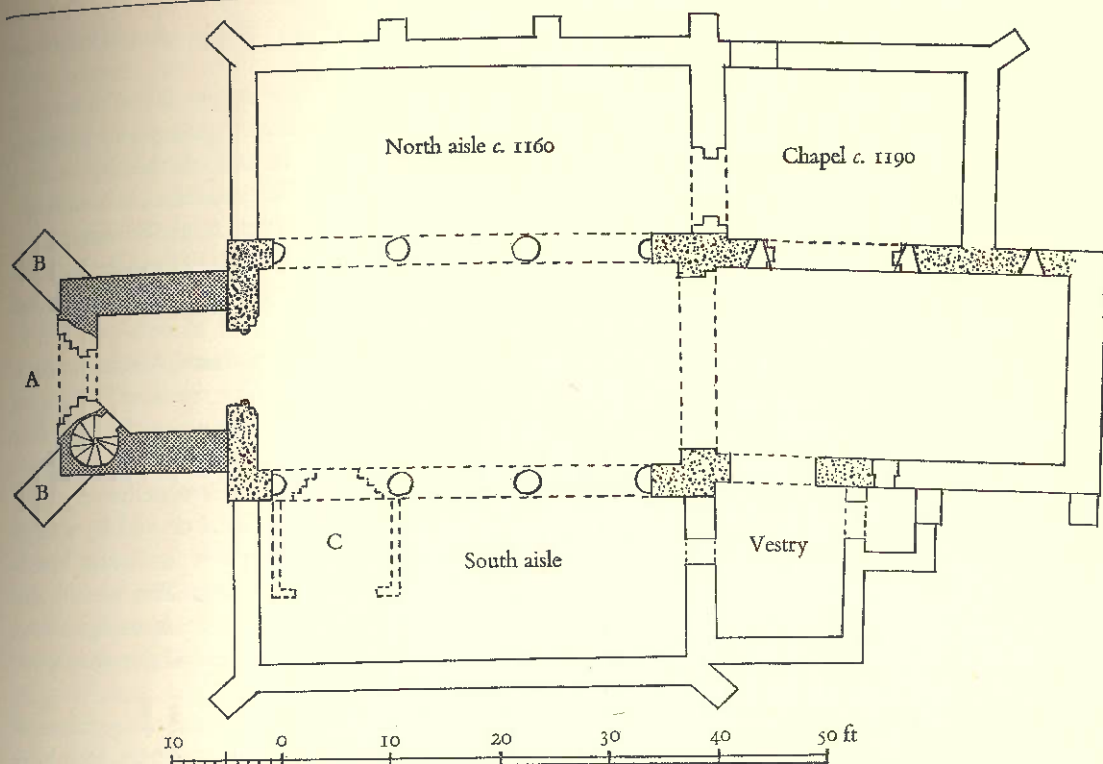 North aisle c. 1160
Chapel c. 1190
B
A
B
C
South aisle
Vestry
10 0 10 20 30 40 50 ft